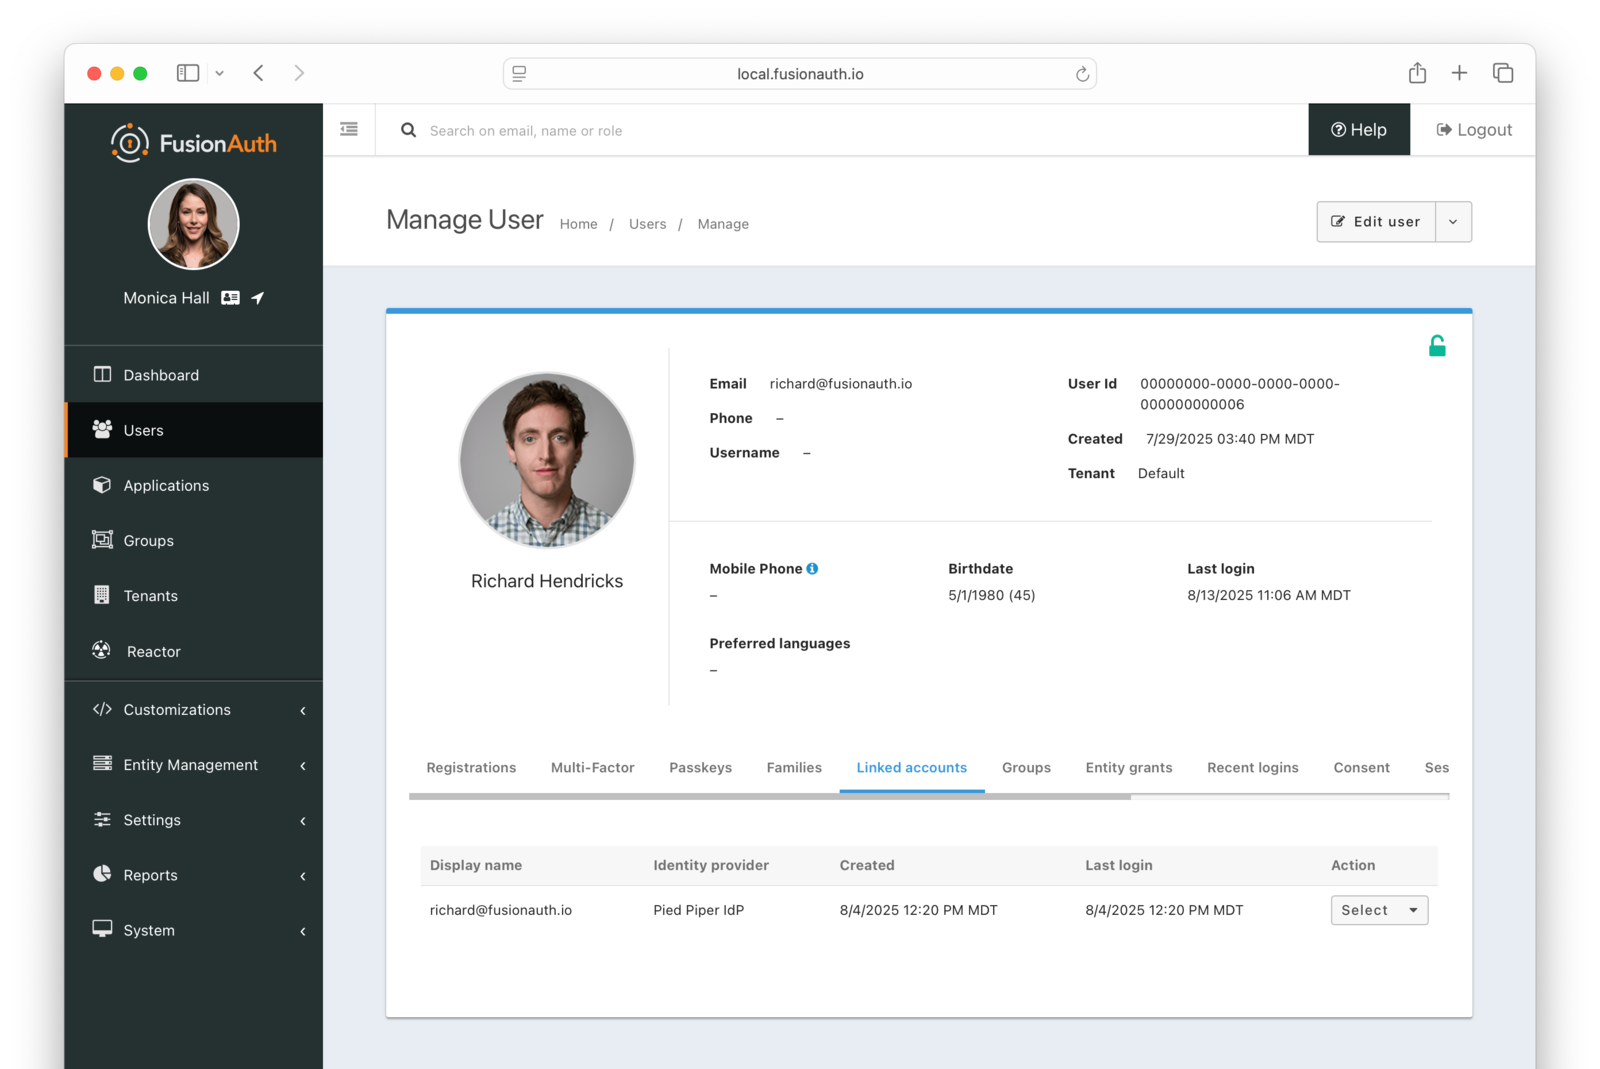 local.fusionauth.io
FusionAuth
Search on email, name or role
Help
Logout
Monica Hall
Manage User
Home / Users / Manage
Edit user
Dashboard
Users
Applications
Groups
Tenants
Reactor
Customizations
Entity Management
Settings
Reports
System
Richard Hendricks
Email richard@fusionauth.io
Phone –
Username –
User Id 00000000-0000-0000-0000-
000000000006
Created 7/29/2025 03:40 PM MDT
Tenant Default
Mobile Phone
–
Birthdate
5/1/1980 (45)
Last login
8/13/2025 11:06 AM MDT
Preferred languages
–
Registrations Multi-Factor Passkeys Families Linked accounts Groups Entity grants Recent logins Consent Ses
Display name Identity provider Created Last login Action
richard@fusionauth.io Pied Piper IdP 8/4/2025 12:20 PM MDT 8/4/2025 12:20 PM MDT Select